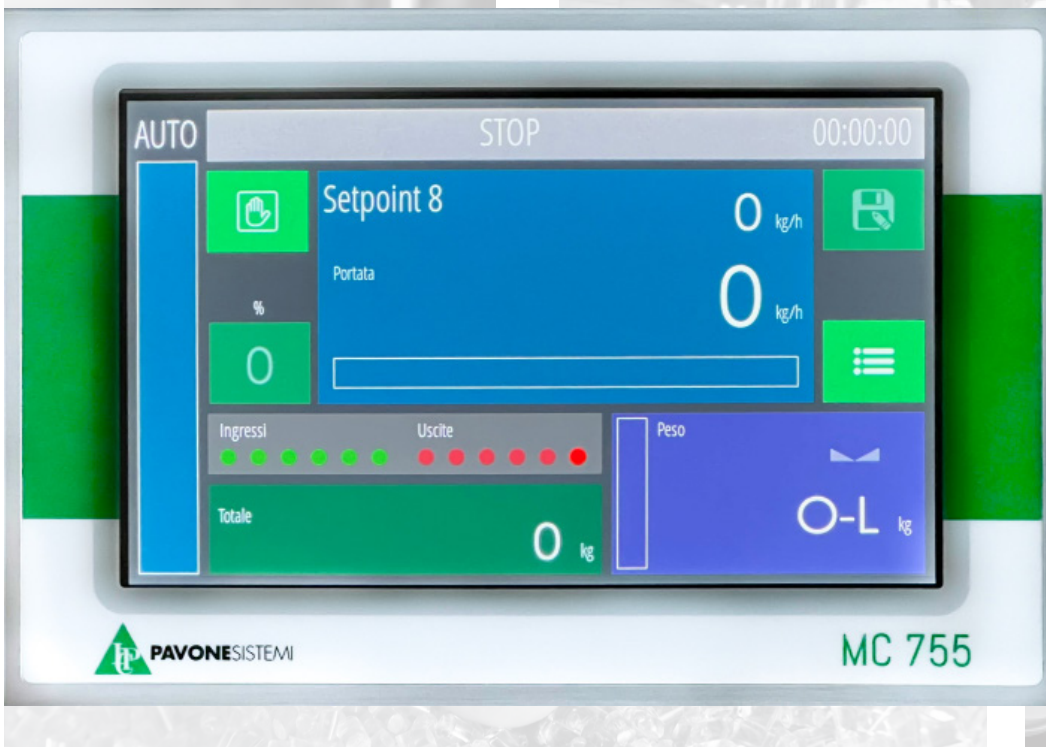 AUTO
STOP
00:00:00
Setpoint 8
0 kg/h
Portata
0 kg/h
%
0
Ingressi
Uscite
Totale
0 kg
Peso
O-L kg
PAVONESISTEMI
MC 755